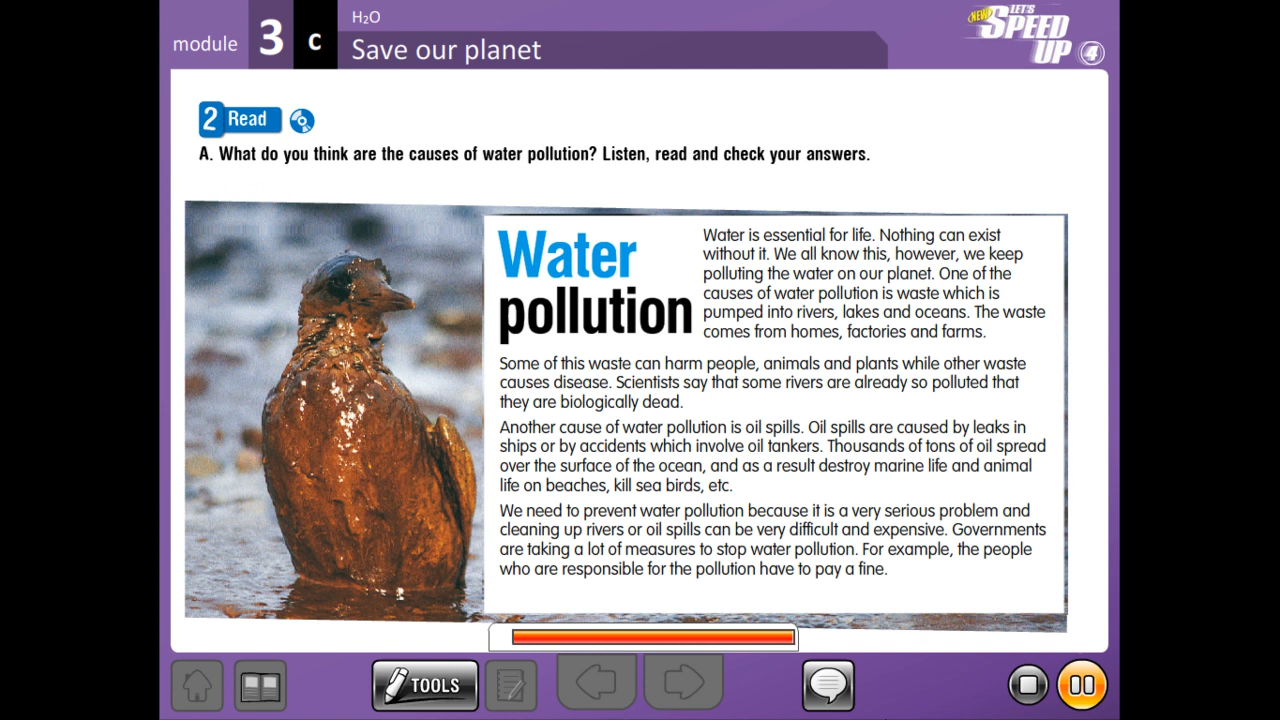 H₂O
module 3 c
Save our planet
NEW LET'S
SPEED
UP 4
2 Read
A. What do you think are the causes of water pollution? Listen, read and check your answers.
Water
pollution
Water is essential for life. Nothing can exist
without it. We all know this, however, we keep
polluting the water on our planet. One of the
causes of water pollution is waste which is
pumped into rivers, lakes and oceans. The waste
comes from homes, factories and farms.
Some of this waste can harm people, animals and plants while other waste
causes disease. Scientists say that some rivers are already so polluted that
they are biologically dead.
Another cause of water pollution is oil spills. Oil spills are caused by leaks in
ships or by accidents which involve oil tankers. Thousands of tons of oil spread
over the surface of the ocean, and as a result destroy marine life and animal
life on beaches, kill sea birds, etc.
We need to prevent water pollution because it is a very serious problem and
cleaning up rivers or oil spills can be very difficult and expensive. Governments
are taking a lot of measures to stop water pollution. For example, the people
who are responsible for the pollution have to pay a fine.
TOOLS